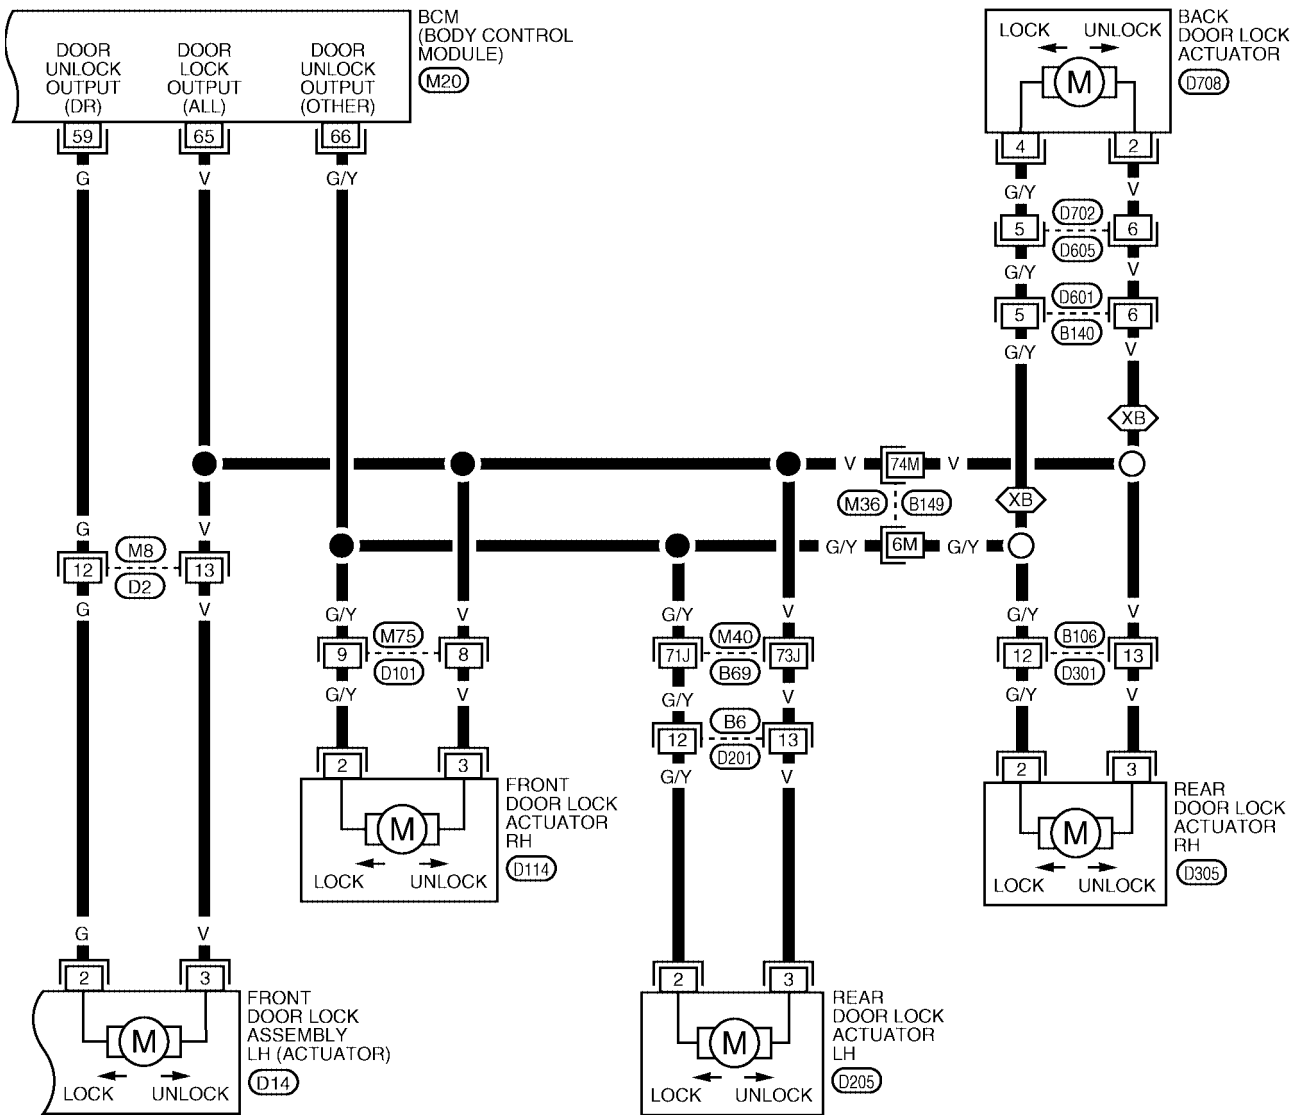 BCM
(BODY CONTROL
MODULE)
M20
DOOR
UNLOCK
OUTPUT
(DR)
DOOR
LOCK
OUTPUT
(ALL)
DOOR
UNLOCK
OUTPUT
(OTHER)
59
65
66
G
V
G/Y
BACK
DOOR LOCK
ACTUATOR
D708
LOCK
UNLOCK
M
4
2
G/Y
V
D702
5
6
D605
G/Y
V
D601
5
6
B140
G/Y
V
XB
V
74M
V
M36
B149
XB
G/Y
6M
G/Y
G
V
M8
12
13
D2
G
V
G/Y
V
M75
9
8
D101
G/Y
V
2
3
FRONT
DOOR LOCK
ACTUATOR
RH
D114
M
LOCK
UNLOCK
G/Y
V
M40
71J
73J
B69
G/Y
V
B6
12
13
D201
G/Y
V
G/Y
V
B106
12
13
D301
G/Y
V
2
3
REAR
DOOR LOCK
ACTUATOR
RH
D305
M
LOCK
UNLOCK
G
V
2
3
FRONT
DOOR LOCK
ASSEMBLY
LH (ACTUATOR)
D14
M
LOCK
UNLOCK
2
3
REAR
DOOR LOCK
ACTUATOR
LH
D205
M
LOCK
UNLOCK